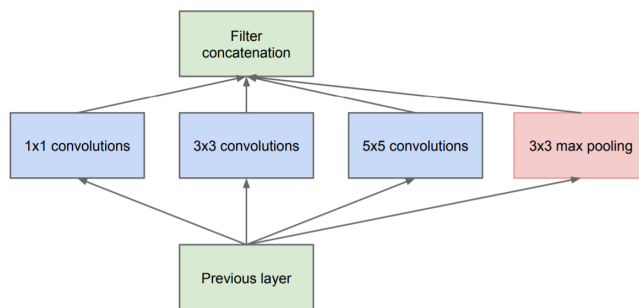 Filter
concatenation
1x1 convolutions
3x3 convolutions
5x5 convolutions
3x3 max pooling
Previous layer